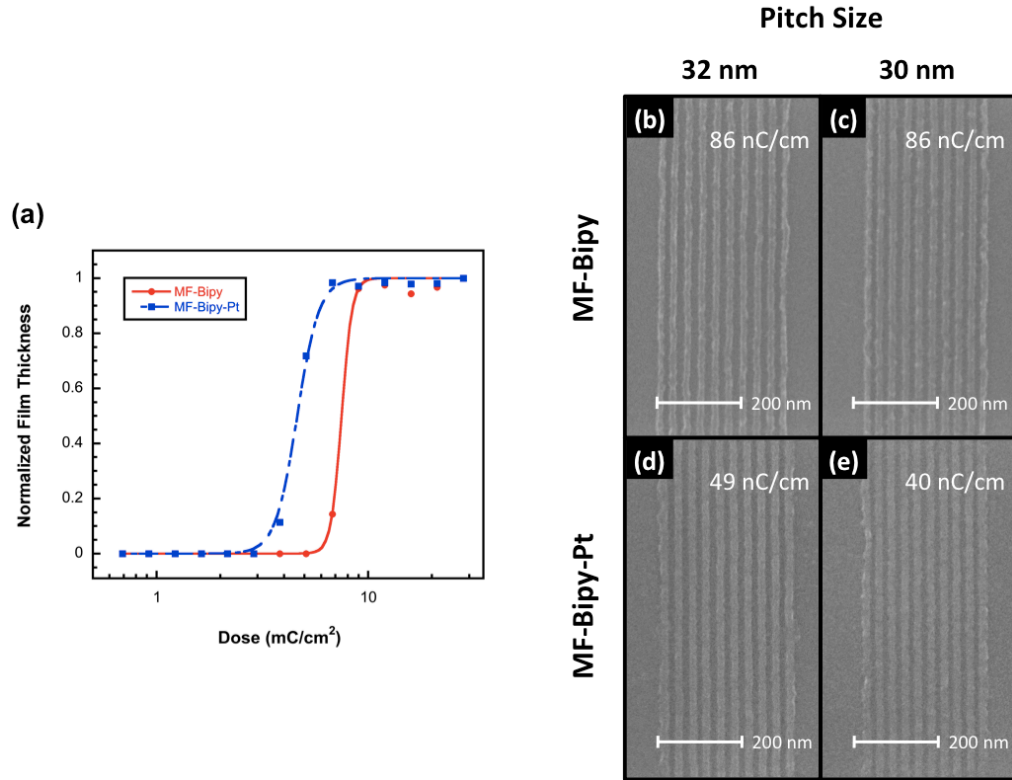 Pitch Size
32 nm
30 nm
(a)
Normalized Film Thickness
1
0.8
0.6
0.4
0.2
0
MF-Bipy
MF-Bipy-Pt
1
10
Dose (mC/cm²)
MF-Bipy
(b)
86 nC/cm
200 nm
(c)
86 nC/cm
200 nm
MF-Bipy-Pt
(d)
49 nC/cm
200 nm
(e)
40 nC/cm
200 nm